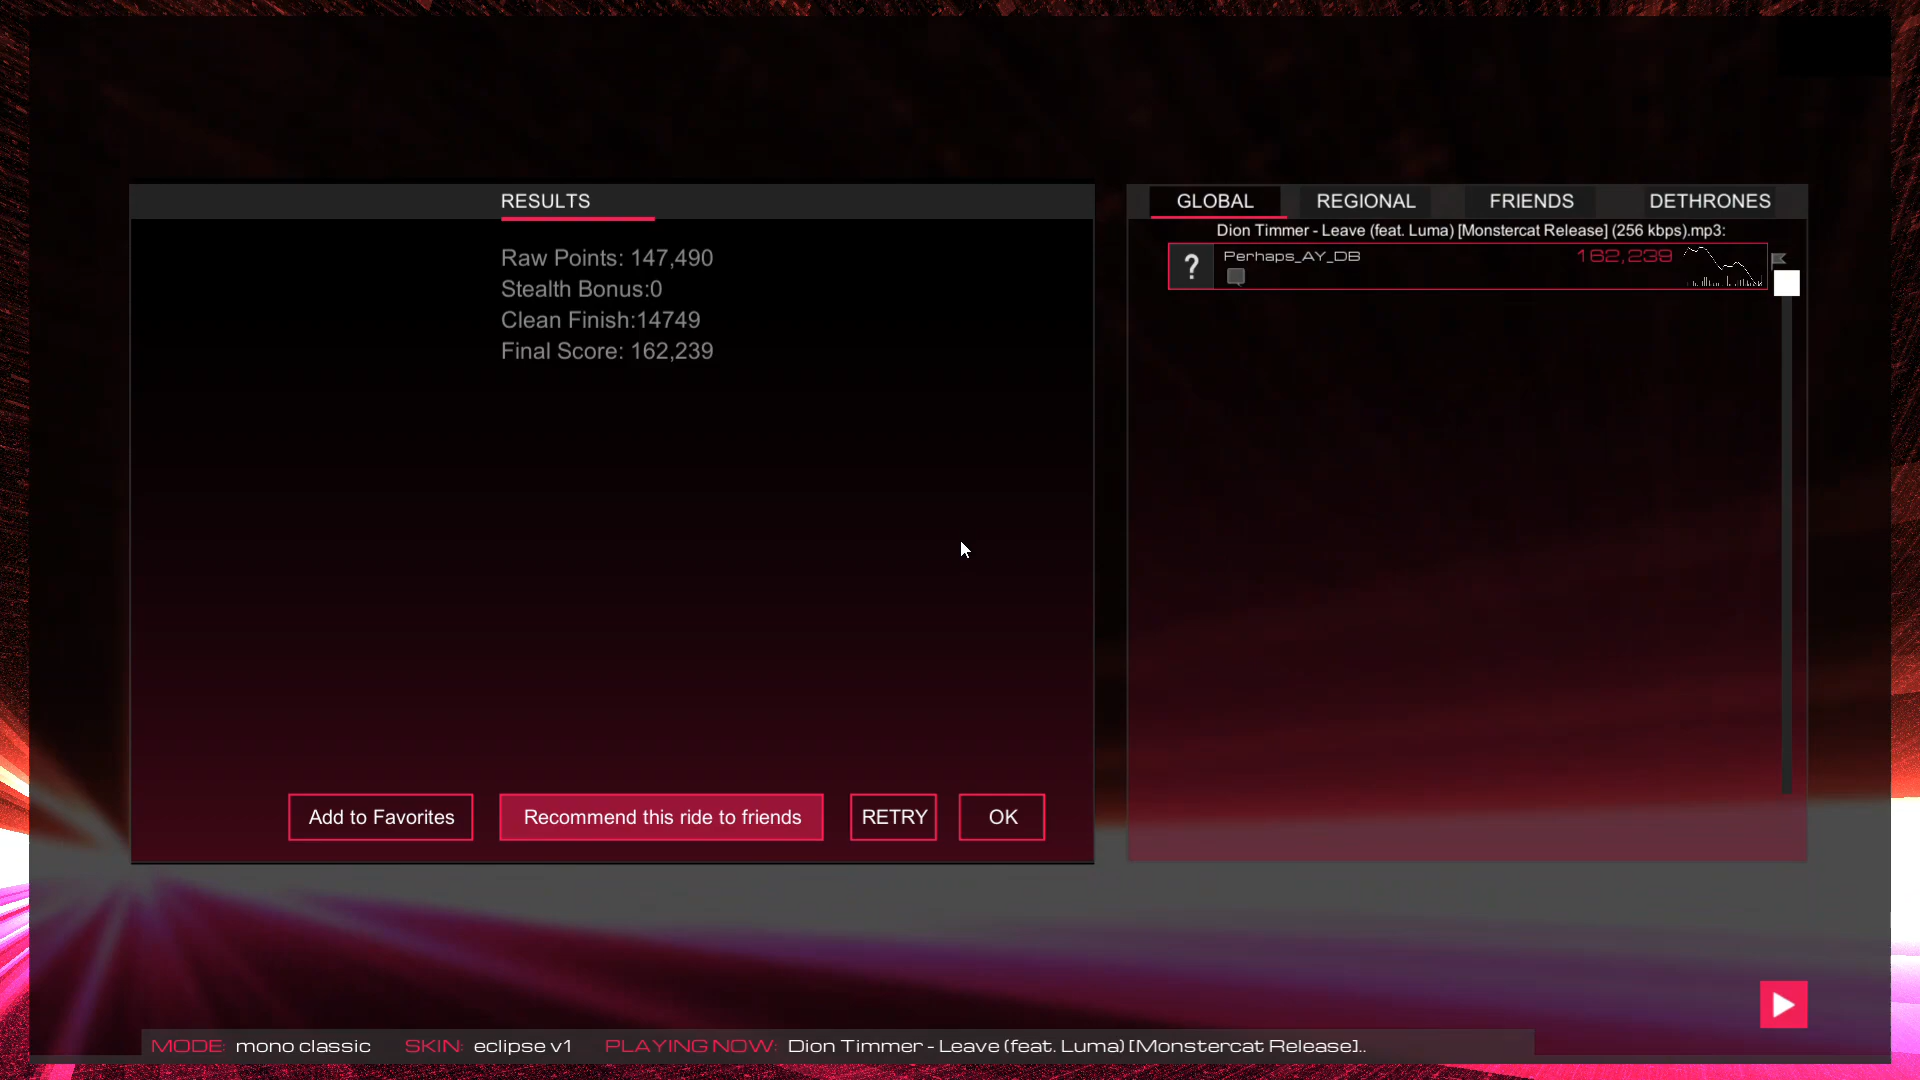 RESULTS
Raw Points: 147,490
Stealth Bonus:0
Clean Finish:14749
Final Score: 162,239
Add to Favorites
Recommend this ride to friends
RETRY
OK
GLOBAL REGIONAL FRIENDS DETHRONES
Dion Timmer - Leave (feat. Luma) [Monstercat Release] (256 kbps).mp3:
? Perhaps_AY_DB 162,239
MODE: mono classic SKIN: eclipse v1 PLAYING NOW: Dion Timmer - Leave (feat. Luma) [Monstercat Release]..